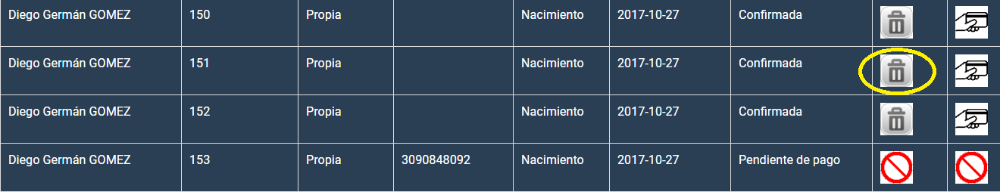 Diego Germán GOMEZ 150 Propia Nacimiento 2017-10-27 Confirmada
Diego Germán GOMEZ 151 Propia Nacimiento 2017-10-27 Confirmada
Diego Germán GOMEZ 152 Propia Nacimiento 2017-10-27 Confirmada
Diego Germán GOMEZ 153 Propia 3090848092 Nacimiento 2017-10-27 Pendiente de pago